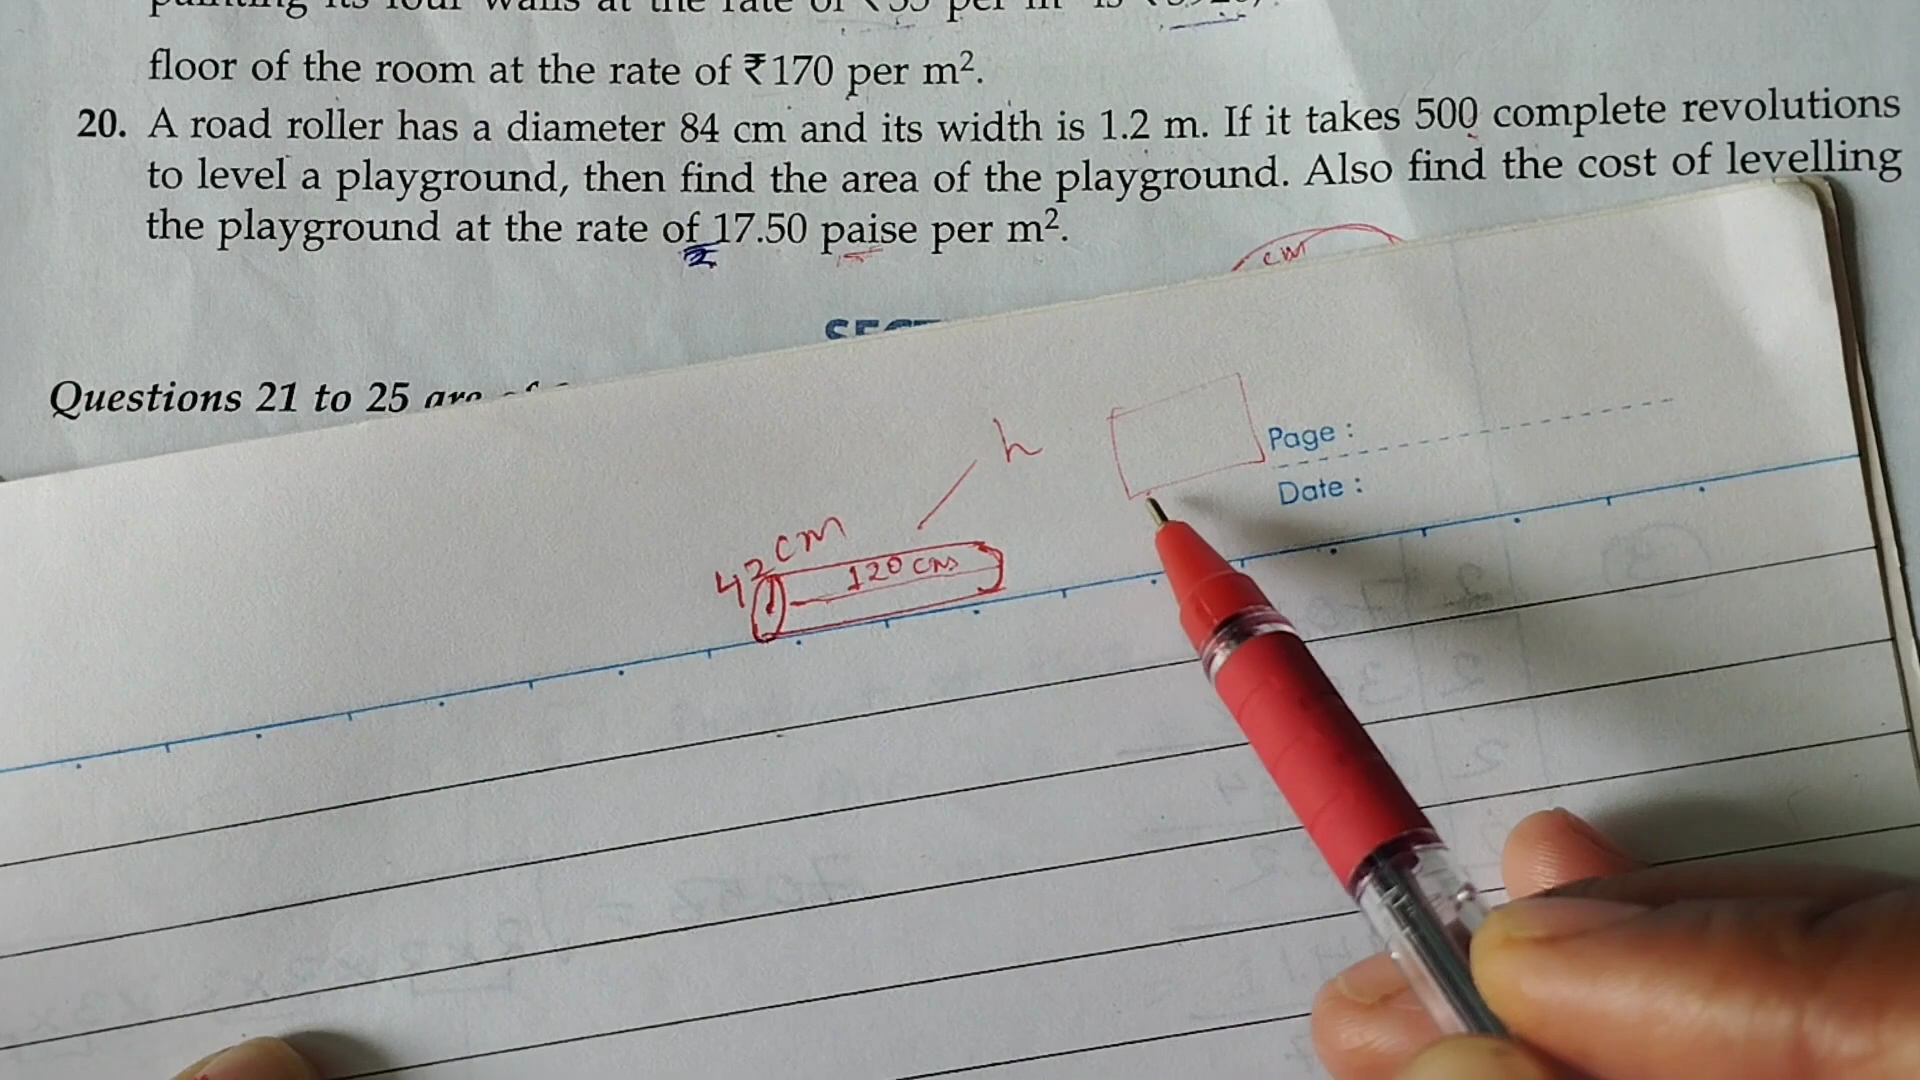 floor of the room at the rate of ₹170 per m².
20. A road roller has a diameter 84 cm and its width is 1.2 m. If it takes 500 complete revolutions
to level a playground, then find the area of the playground. Also find the cost of levelling
the playground at the rate of 17.50 paise per m².
cm
Questions 21 to 25 are
h
Page :
Date :
42 cm
120 cms